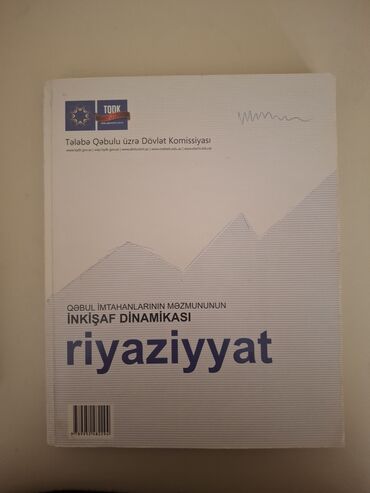 TQDK
Tələbə Qəbulu üzrə Dövlət Komissiyası
QƏBUL İMTAHANLARININ MƏZMUNUNUN
İNKİŞAF DİNAMİKASI
riyaziyyat